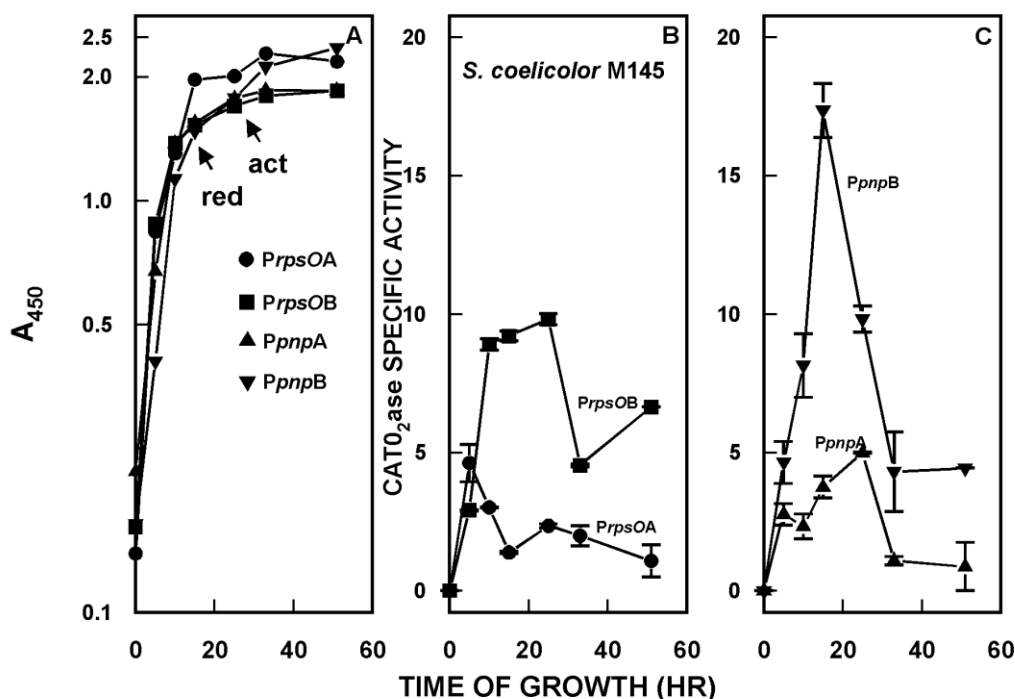 A
2.5
2.0
1.0
0.5
0.1
A₄₅₀
act
red
PrpsOA
PrpsOB
PpnpA
PpnpB
0 20 40 60
B
20
15
10
5
0
CAT0₂ase SPECIFIC ACTIVITY
S. coelicolor M145
PrpsOB
PrpsOA
0 20 40 60
C
20
15
10
5
0
PpnpB
PpnpA
0 20 40 60
TIME OF GROWTH (HR)